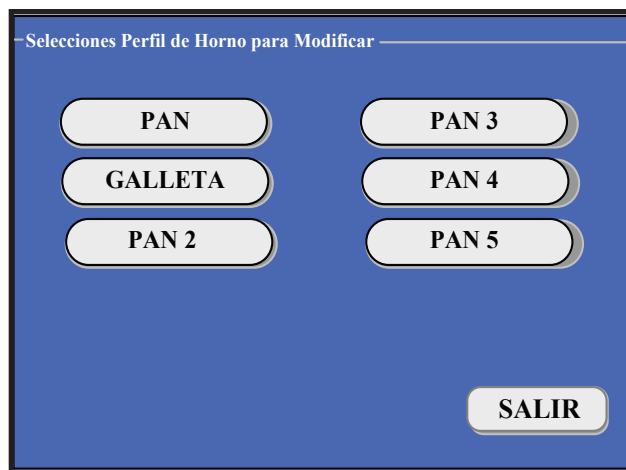 Selecciones Perfil de Horno para Modificar
PAN
PAN 3
GALLETA
PAN 4
PAN 2
PAN 5
SALIR